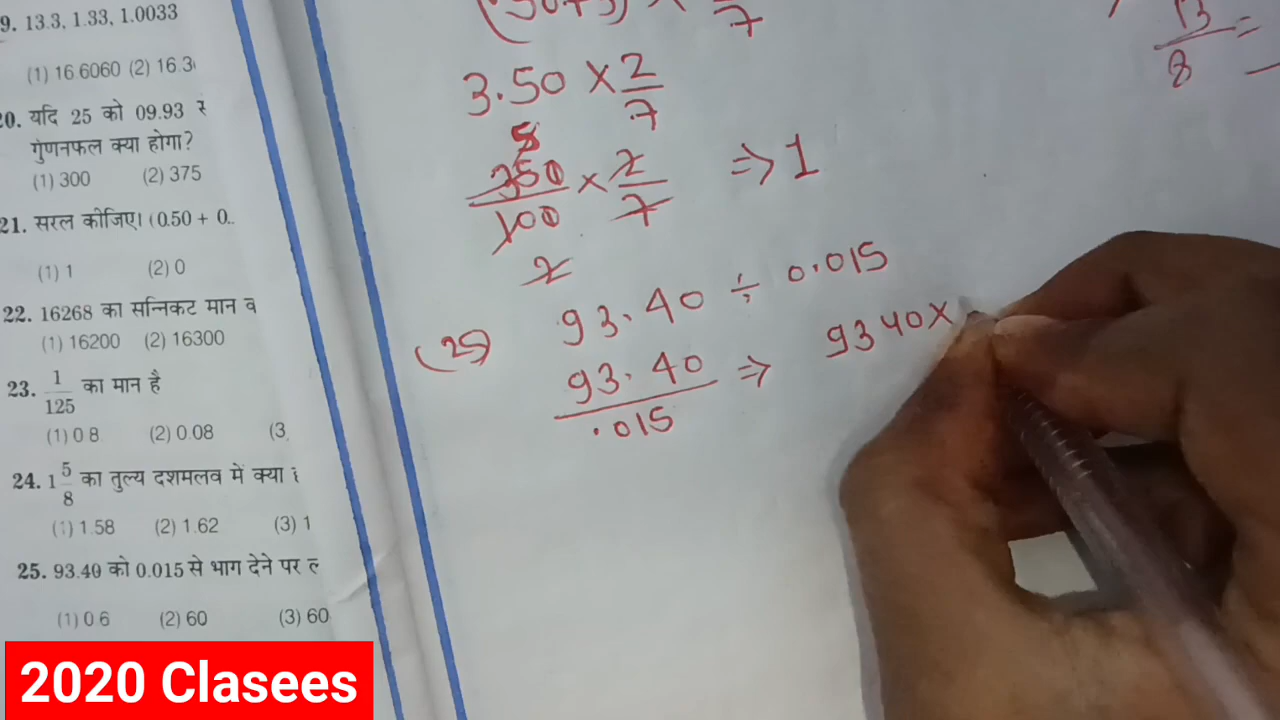 9. 13.3, 1.33, 1.0033
(1) 16.6060 (2) 16.3
20. यदि 25 को 09.93 से
गुंणनफल क्या होगा?
(1) 300 (2) 375
21. सरल कीजिए। (0.50 + 0..
(1) 1 (2) 0
22. 16268 का सन्निकट मान व
(1) 16200 (2) 16300
23. 1/125 का मान है
(1) 0 8 (2) 0.08 (3
24. 1 5/8 का तुल्य दशमलव में क्या
(1) 1.58 (2) 1.62 (3) 1
25. 93.40 को 0.015 से भाग देने पर
(1) 0 6 (2) 60 (3) 60
7
3.50 × 2/7
5
350/100 × 2/7 ⇒ 1
2
13/8 =
(25) 93.40 ÷ 0.015
93.40/.015 ⇒ 9340×
2020 Clasees